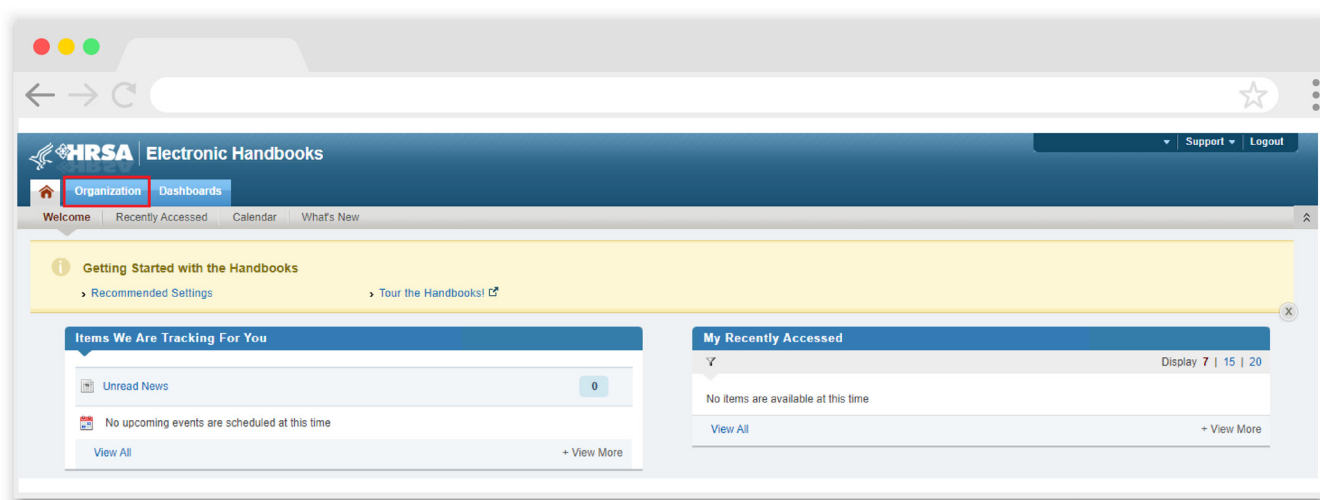 HRSA Electronic Handbooks
Support Logout
Organization Dashboards
Welcome Recently Accessed Calendar What's New
Getting Started with the Handbooks
Recommended Settings Tour the Handbooks!
X
Items We Are Tracking For You
Unread News 0
No upcoming events are scheduled at this time
View All + View More
My Recently Accessed
Display 7 | 15 | 20
No items are available at this time
View All + View More